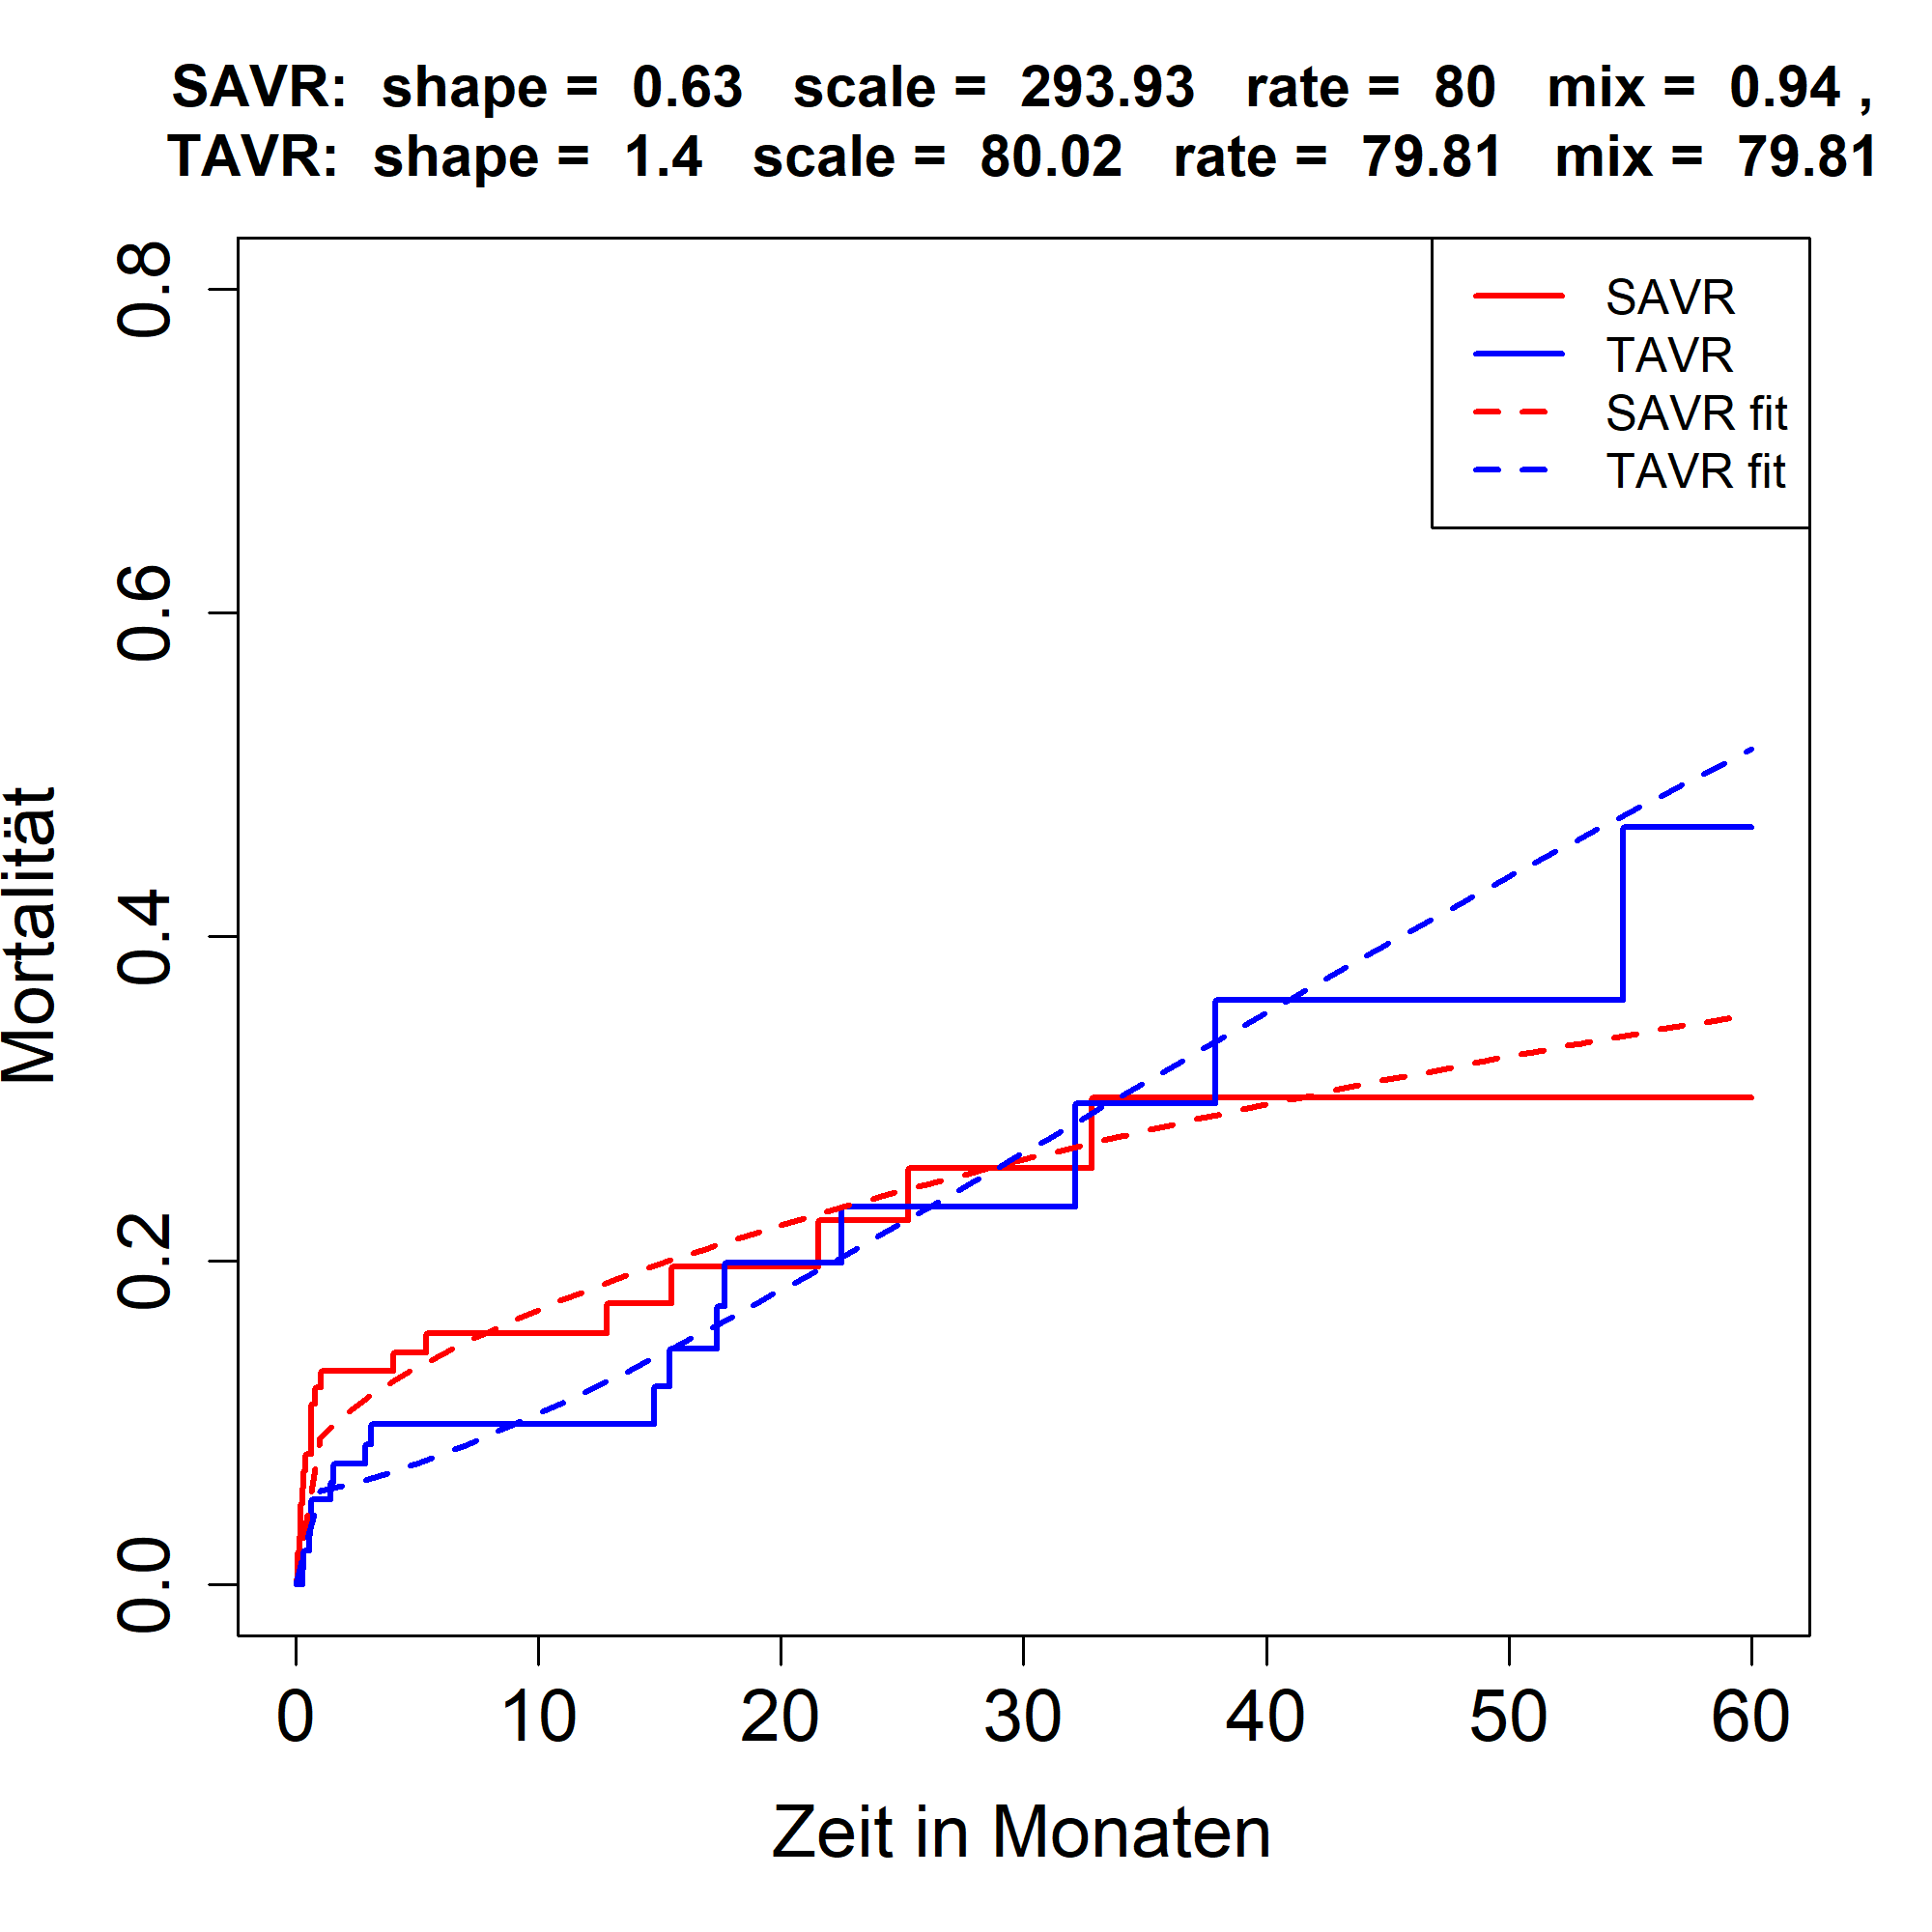 SAVR: shape = 0.63 scale = 293.93 rate = 80 mix = 0.94 ,
TAVR: shape = 1.4 scale = 80.02 rate = 79.81 mix = 79.81
SAVR
TAVR
SAVR fit
TAVR fit
Mortalität
0.8
0.6
0.4
0.2
0.0
0 10 20 30 40 50 60
Zeit in Monaten